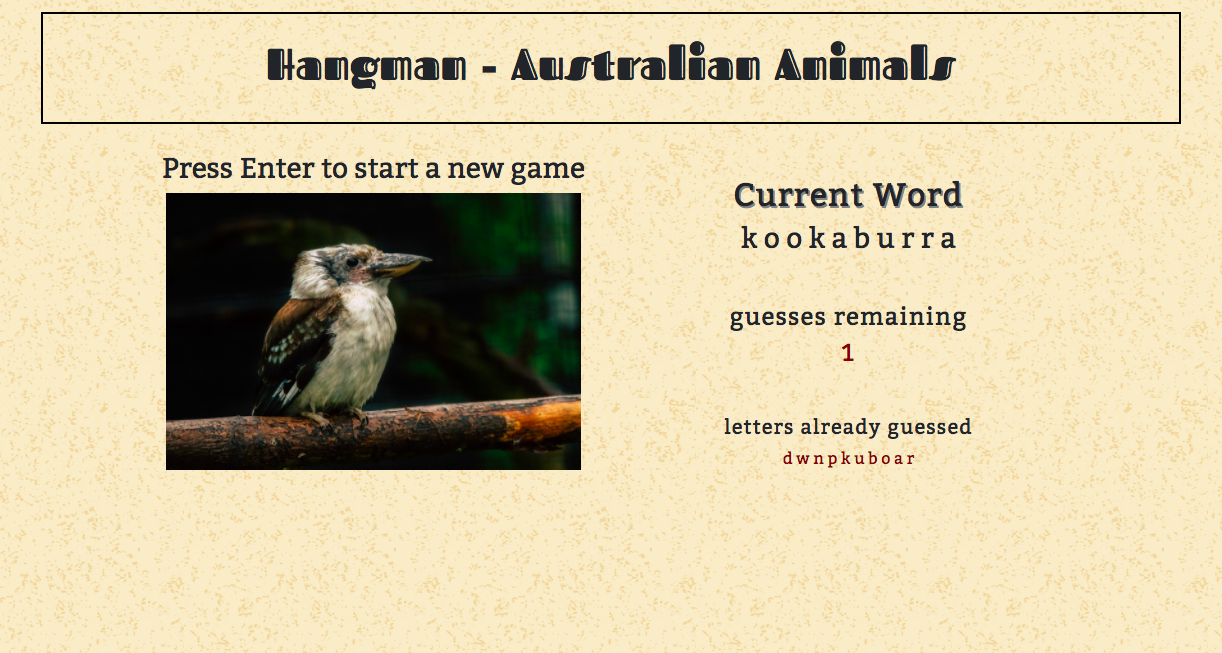 Hangman - Australian Animals
Press Enter to start a new game
Current Word
k o o k a b u r r a
guesses remaining
1
letters already guessed
d w n p k u b o a r